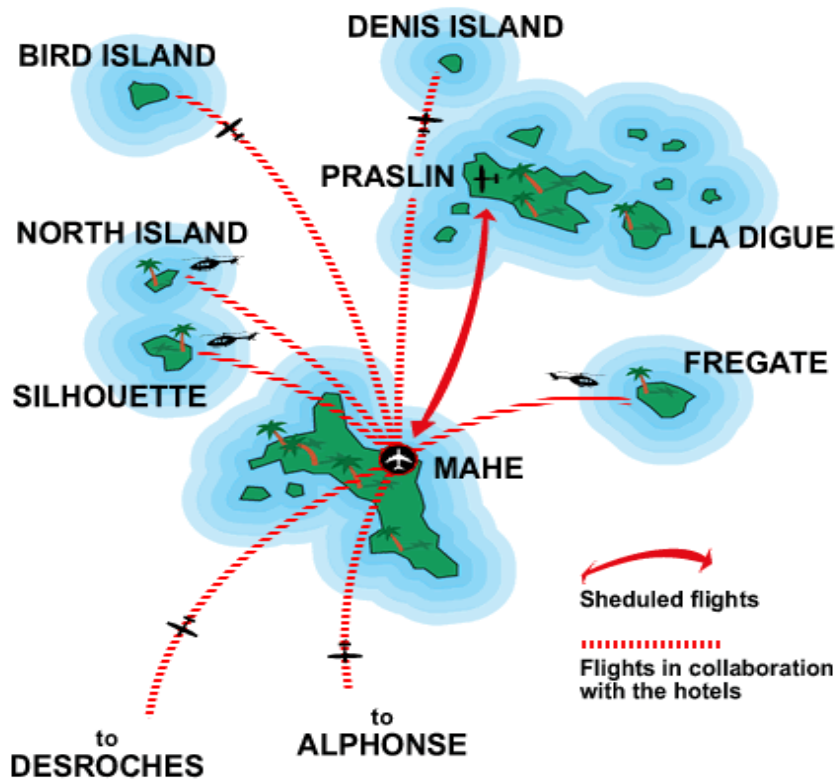 DENIS ISLAND
BIRD ISLAND
PRASLIN
NORTH ISLAND
LA DIGUE
FREGATE
SILHOUETTE
MAHE
Sheduled flights
Flights in collaboration
with the hotels
to
ALPHONSE
to
DESROCHES